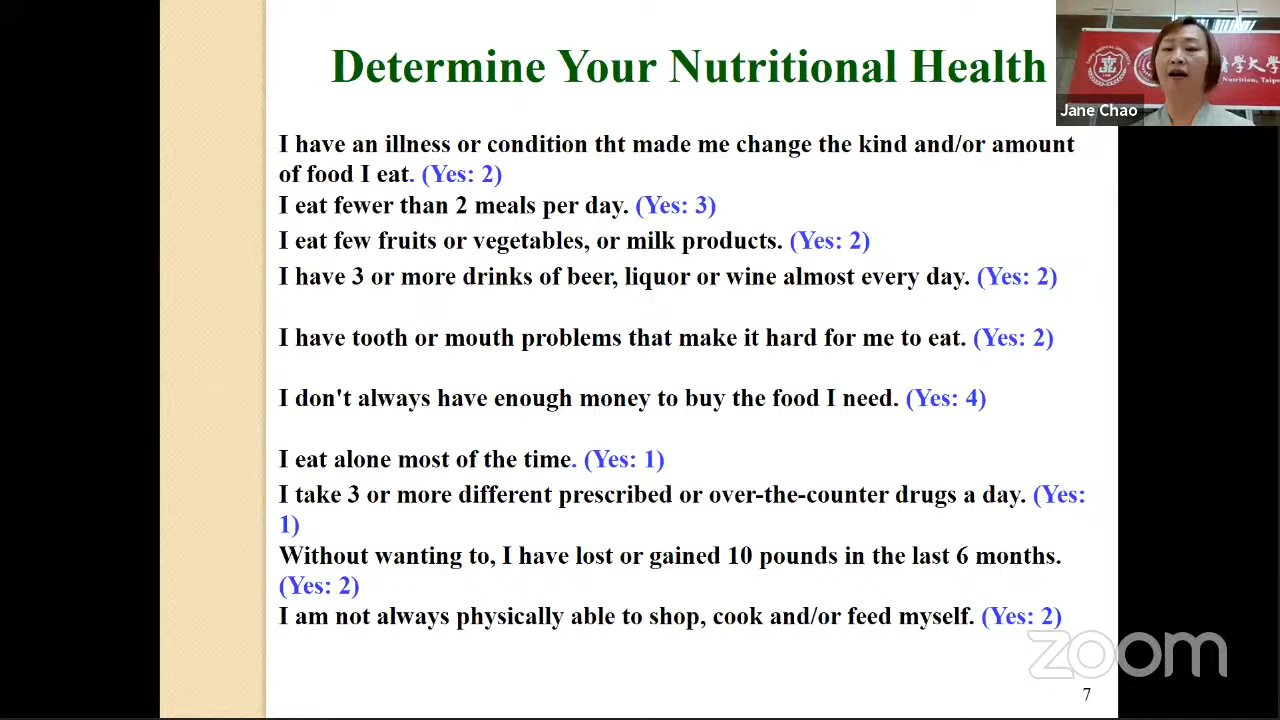 Determine Your Nutritional Health
Jane Chao
醫學大學
Nutrition, Taip
I have an illness or condition tht made me change the kind and/or amount
of food I eat. (Yes: 2)
I eat fewer than 2 meals per day. (Yes: 3)
I eat few fruits or vegetables, or milk products. (Yes: 2)
I have 3 or more drinks of beer, liquor or wine almost every day. (Yes: 2)
I have tooth or mouth problems that make it hard for me to eat. (Yes: 2)
I don't always have enough money to buy the food I need. (Yes: 4)
I eat alone most of the time. (Yes: 1)
I take 3 or more different prescribed or over-the-counter drugs a day. (Yes:
1)
Without wanting to, I have lost or gained 10 pounds in the last 6 months.
(Yes: 2)
I am not always physically able to shop, cook and/or feed myself. (Yes: 2)
zoom
7